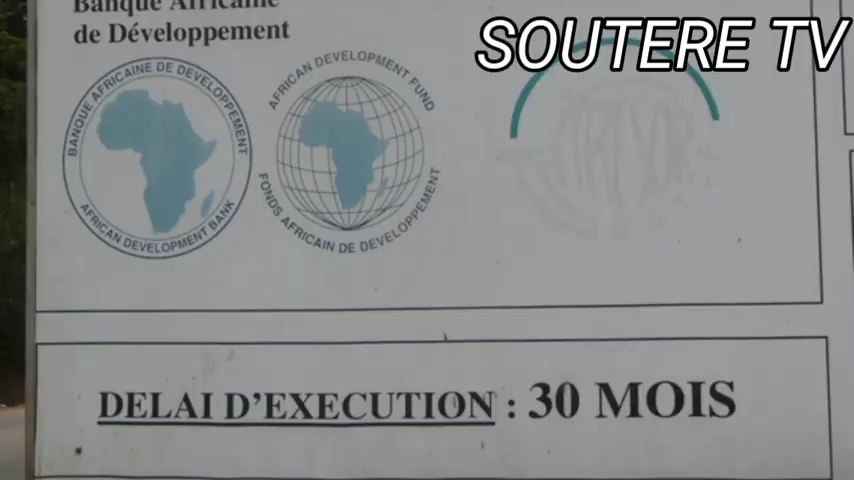 Banque Africaine
de Développement
SOUTERE TV
BANQUE AFRICAINE DE DEVELOPPEMENT
AFRICAN DEVELOPMENT BANK
AFRICAN DEVELOPMENT FUND
FONDS AFRICAIN DE DEVELOPPEMENT
DELAI D'EXECUTION : 30 MOIS